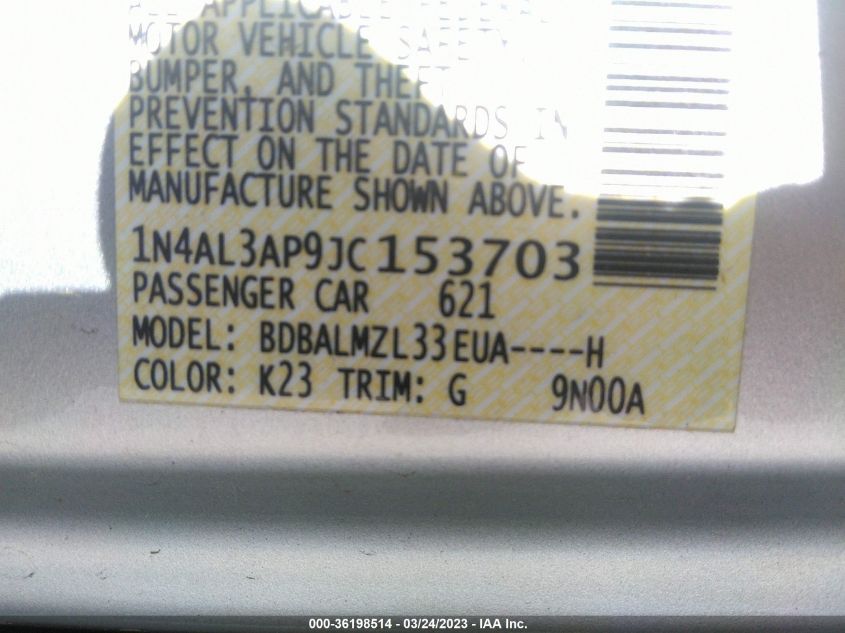 MOTOR VEHICLE SAFETY,
BUMPER, AND THEFT
PREVENTION STANDARDS IN
EFFECT ON THE DATE OF
MANUFACTURE SHOWN ABOVE.
1N4AL3AP9JC153703
PASSENGER CAR 621
MODEL: BDBALMZL33EUA----H
COLOR: K23 TRIM: G 9N00A
000-36198514 - 03/24/2023 - IAA Inc.